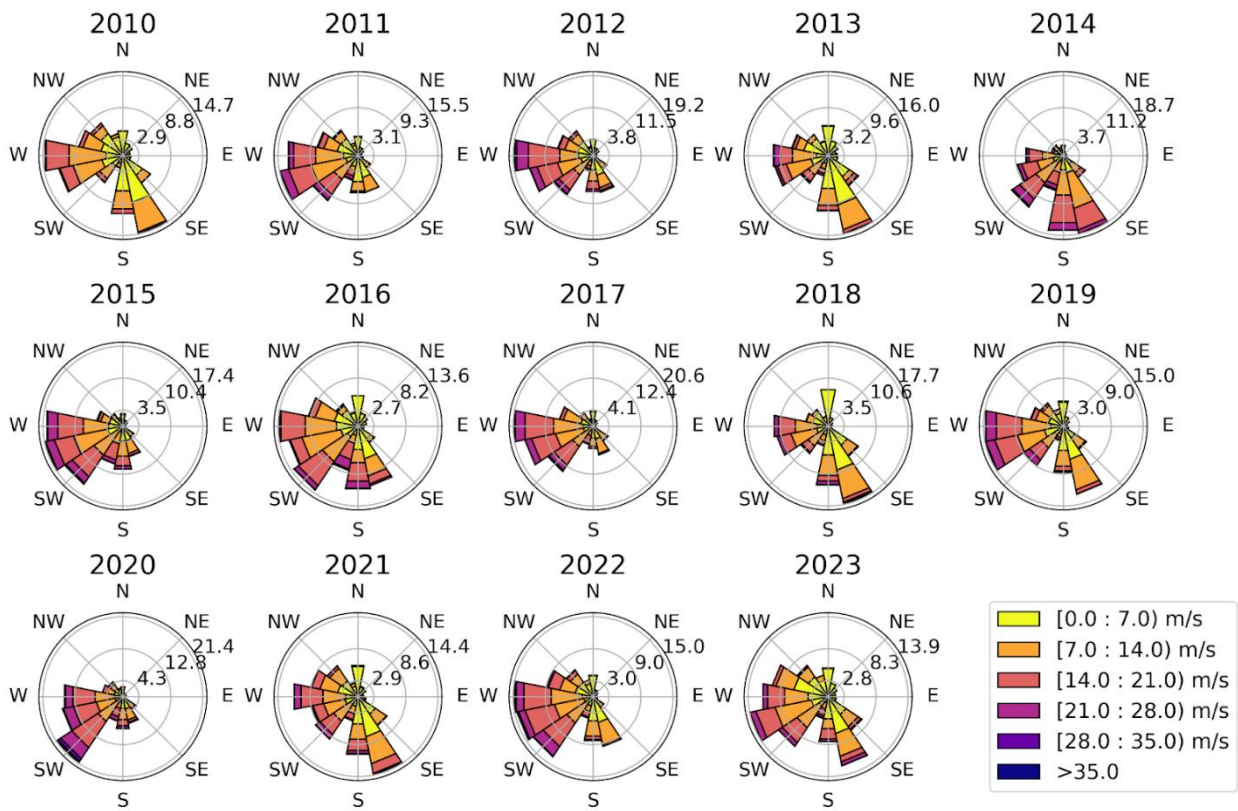 2010
N
NW NE
14.7
8.8
2.9
W E
SW SE
S
2011
N
NW NE
15.5
9.3
3.1
W E
SW SE
S
2012
N
NW NE
19.2
11.5
3.8
W E
SW SE
S
2013
N
NW NE
16.0
9.6
3.2
W E
SW SE
S
2014
N
NW NE
18.7
11.2
3.7
W E
SW SE
S
2015
N
NW NE
17.4
10.4
3.5
W E
SW SE
S
2016
N
NW NE
13.6
8.2
2.7
W E
SW SE
S
2017
N
NW NE
20.6
12.4
4.1
W E
SW SE
S
2018
N
NW NE
17.7
10.6
3.5
W E
SW SE
S
2019
N
NW NE
15.0
9.0
3.0
W E
SW SE
S
2020
N
NW NE
21.4
12.8
4.3
W E
SW SE
S
2021
N
NW NE
14.4
8.6
2.9
W E
SW SE
S
2022
N
NW NE
15.0
9.0
3.0
W E
SW SE
S
2023
N
NW NE
13.9
8.3
2.8
W E
SW SE
S
[0.0 : 7.0) m/s
[7.0 : 14.0) m/s
[14.0 : 21.0) m/s
[21.0 : 28.0) m/s
[28.0 : 35.0) m/s
>35.0